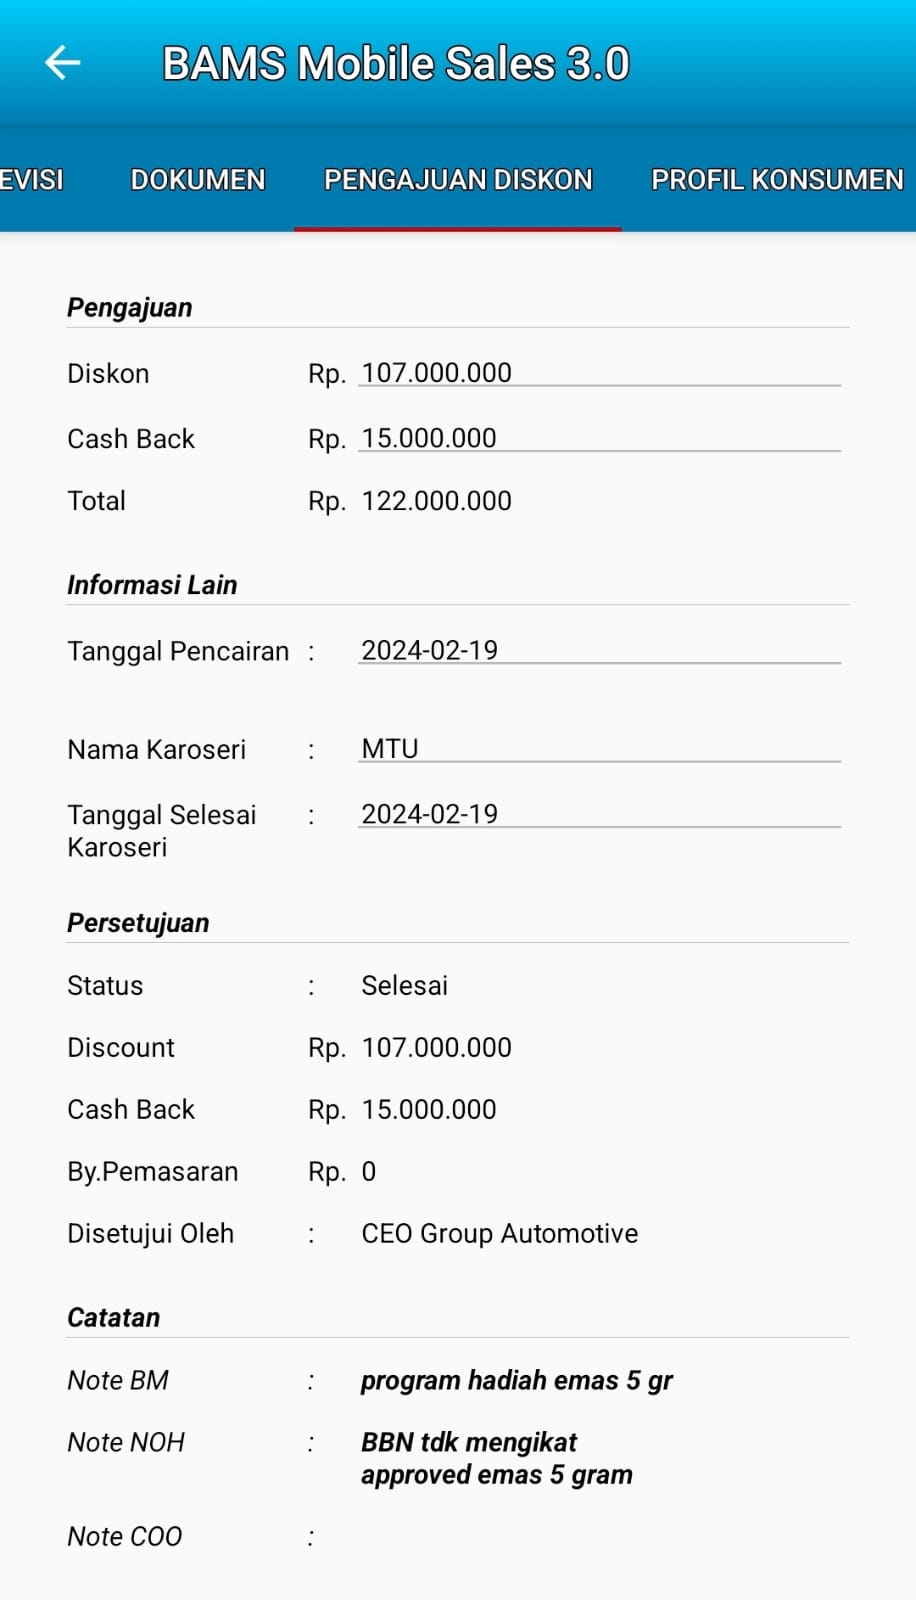 BAMS Mobile Sales 3.0
EVISI DOKUMEN PENGAJUAN DISKON PROFIL KONSUMEN
Pengajuan
Diskon Rp. 107.000.000
Cash Back Rp. 15.000.000
Total Rp. 122.000.000
Informasi Lain
Tanggal Pencairan : 2024-02-19
Nama Karoseri : MTU
Tanggal Selesai : 2024-02-19
Karoseri
Persetujuan
Status : Selesai
Discount Rp. 107.000.000
Cash Back Rp. 15.000.000
By.Pemasaran Rp. 0
Disetujui Oleh : CEO Group Automotive
Catatan
Note BM : program hadiah emas 5 gr
Note NOH : BBN tdk mengikat
approved emas 5 gram
Note COO :